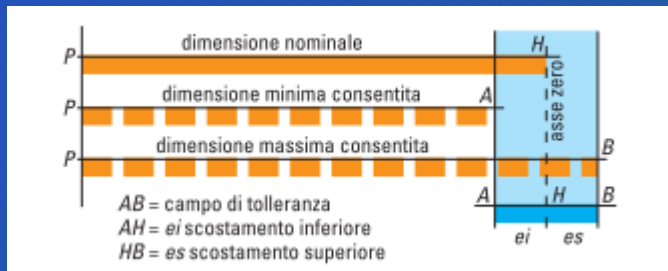 dimensione nominale H
P
dimensione minima consentita A
P
asse zero
dimensione massima consentita B
P
AB = campo di tolleranza A H B
AH = ei scostamento inferiore
HB = es scostamento superiore ei es